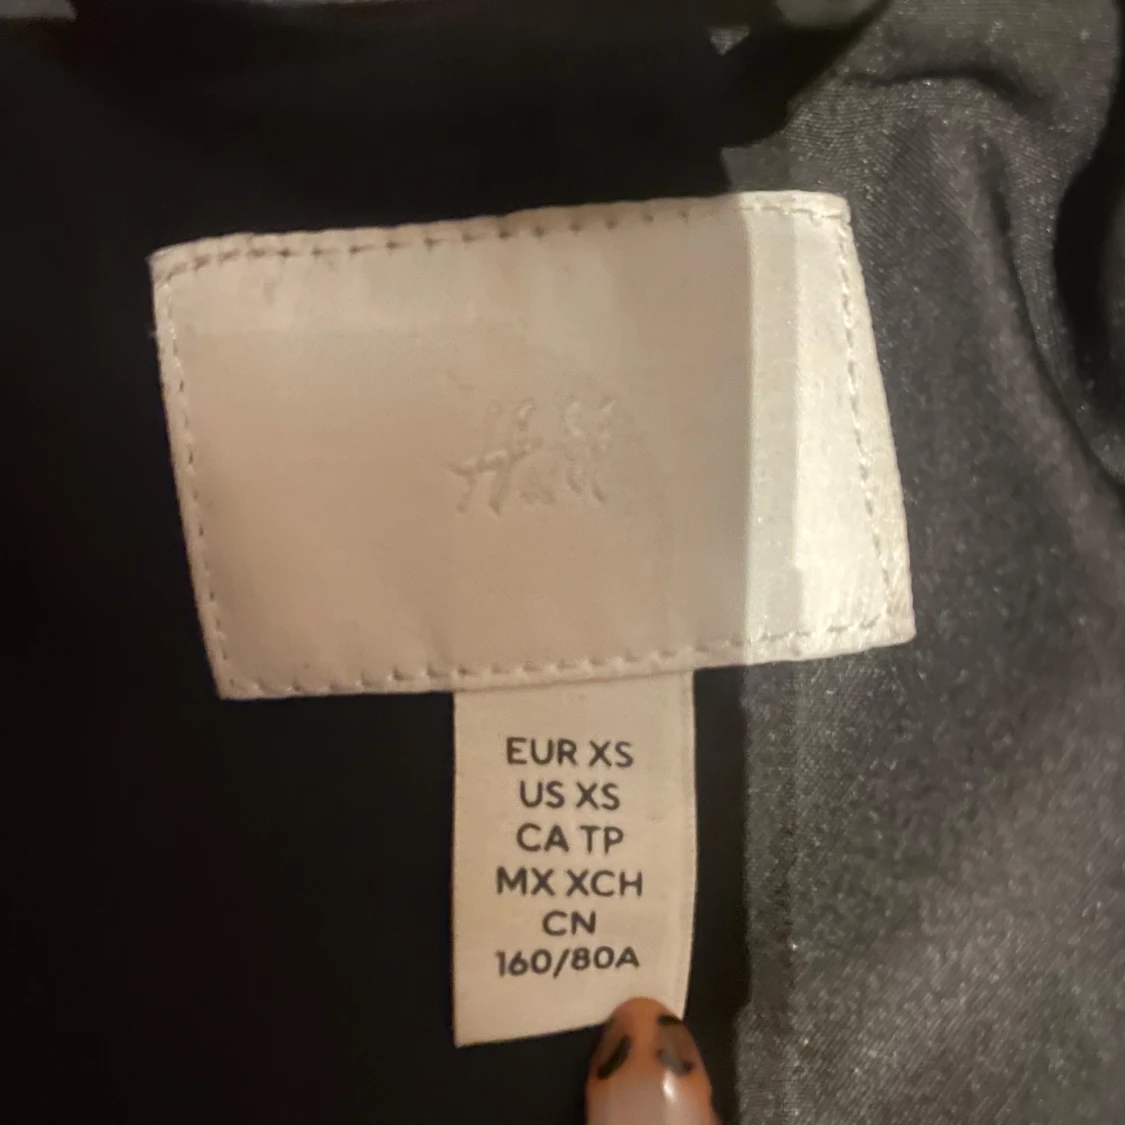 H&M
EUR XS
US XS
CA TP
MX XCH
CN
160/80A